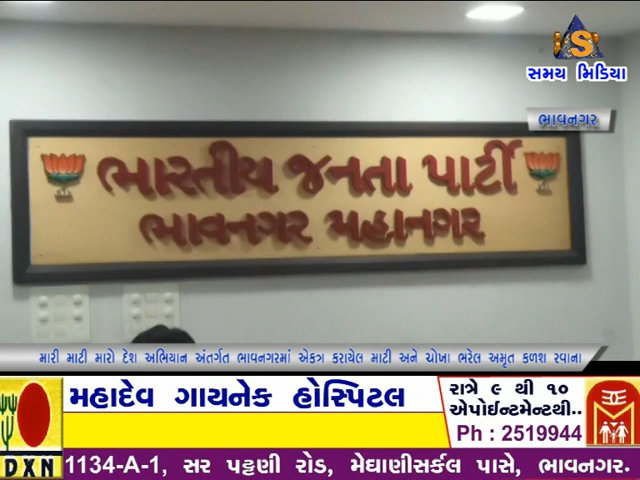 સમય મિડિયા
ભાવનગર
ભારતીય જનતા પાર્ટી
ભાવનગર મહાનગર
મારી માટી મારો દેશ અભિયાન અંતર્ગત ભાવનગરમાં એકત્ર કરાયેલ માટી અને ચોખા ભરેલ અમૃત કળશ રવાના
મહાદેવ ગાયનેક હોસ્પિટલ
રાત્રે ૯ થી ૧૦
એપોઈન્ટમેન્ટથી..
Ph : 2519944
DXN
1134-A-1, સર પટ્ટણી રોડ, મેઘાણીસર્કલ પાસે, ભાવનગર.